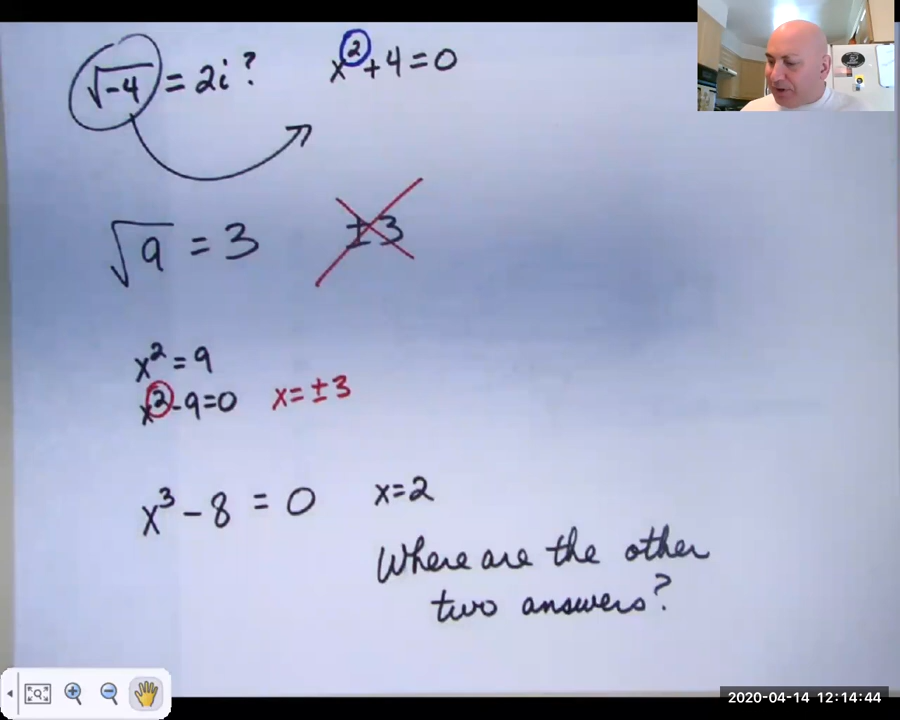 √-4 = 2i? x²+4=0
√9 = 3 ±3
x²=9
x²-9=0 x=±3
x³-8=0 x=2
Where are the other
two answers?
2020-04-14 12:14:44